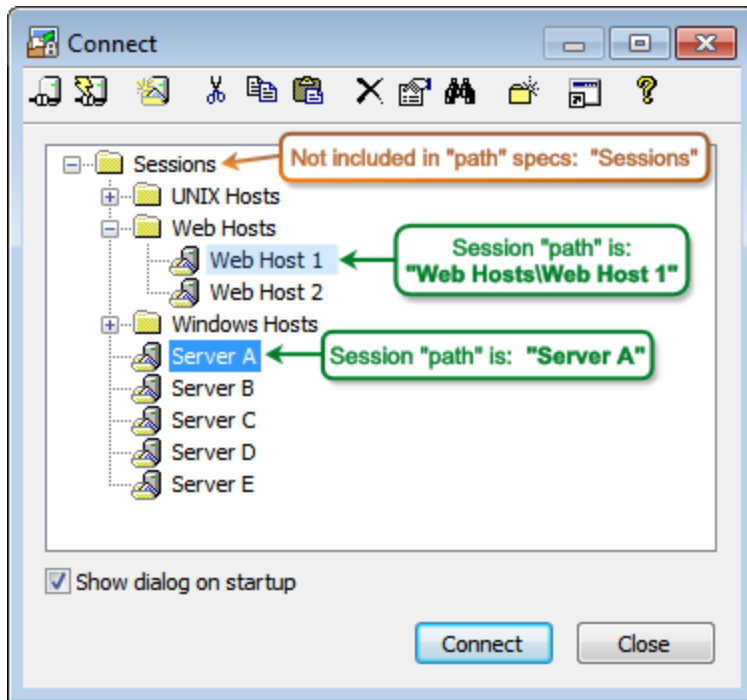 Connect
Sessions
Not included in "path" specs: "Sessions"
UNIX Hosts
Web Hosts
Web Host 1
Session "path" is:
"Web Hosts\Web Host 1"
Web Host 2
Windows Hosts
Server A
Session "path" is: "Server A"
Server B
Server C
Server D
Server E
Show dialog on startup
Connect
Close